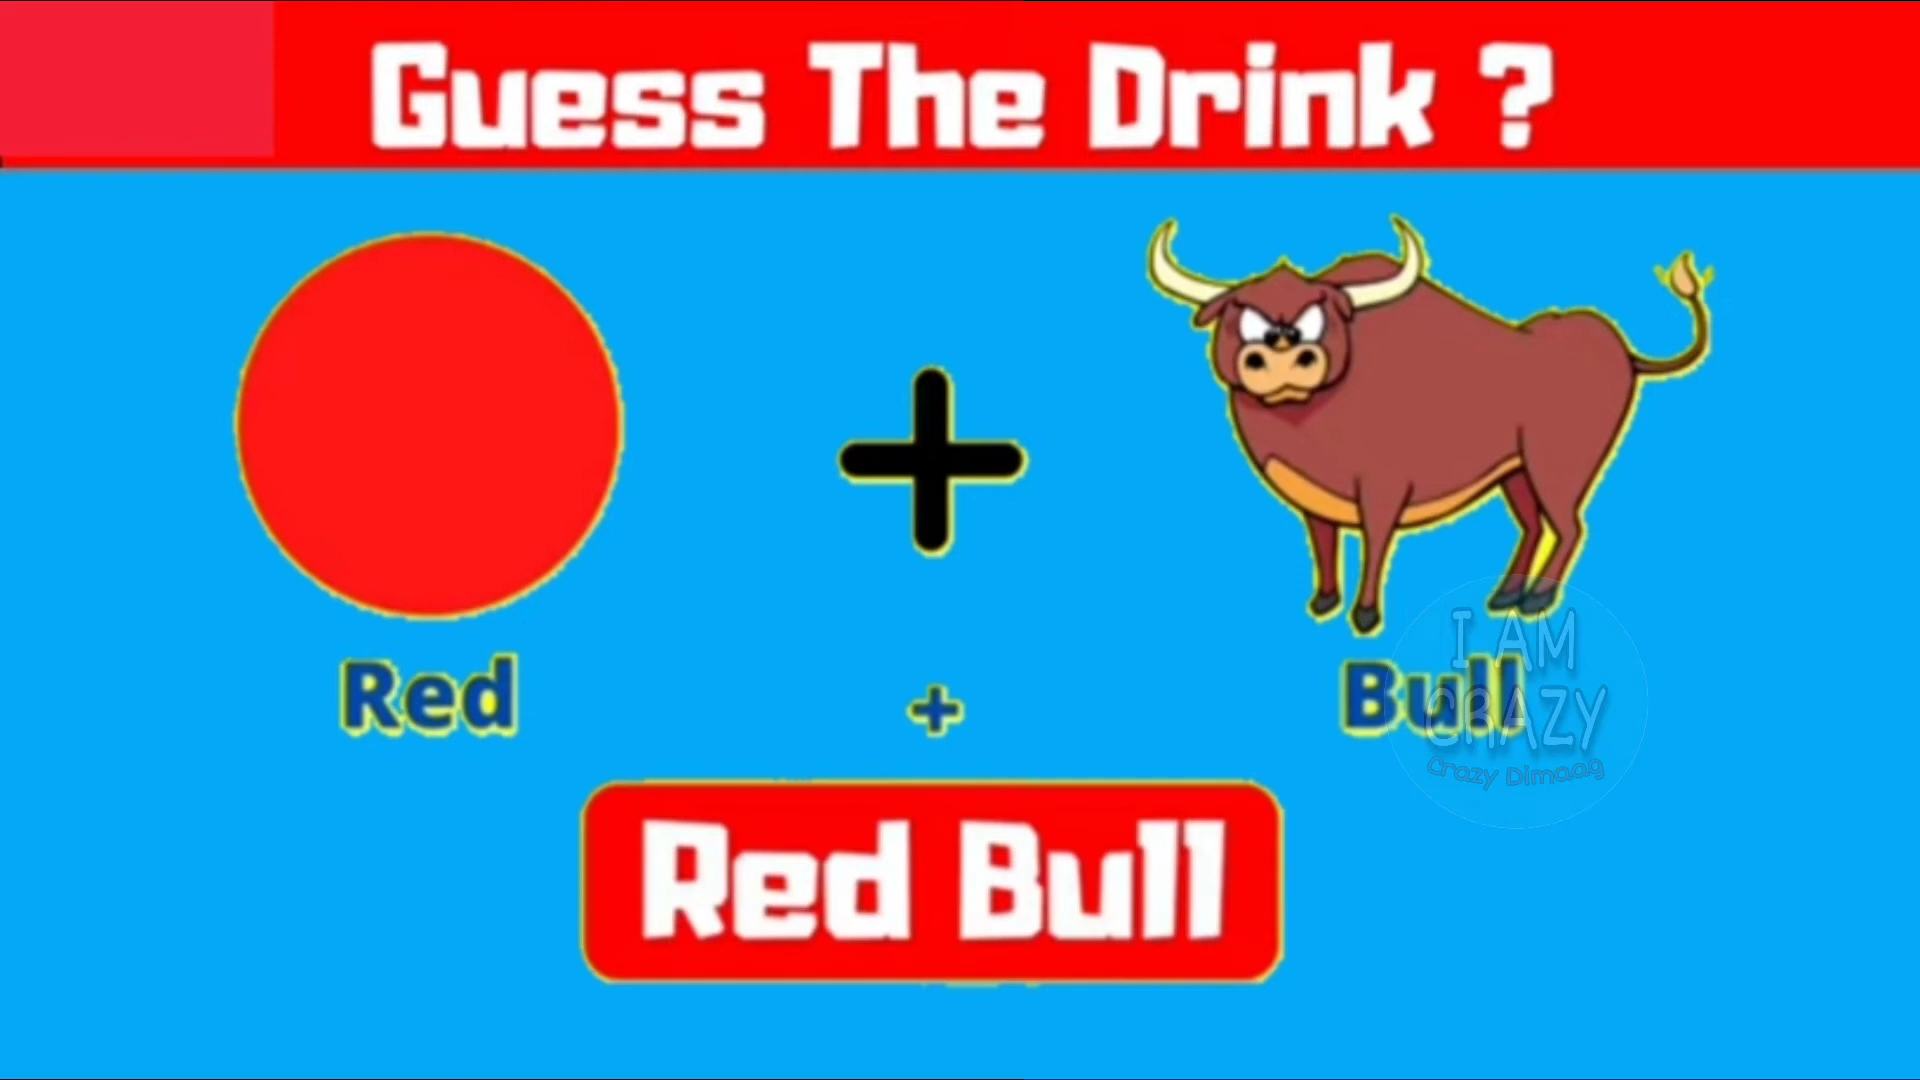 Guess The Drink ?
Red + Bull
I AM
CRAZY
Crazy Dimaag
Red Bull